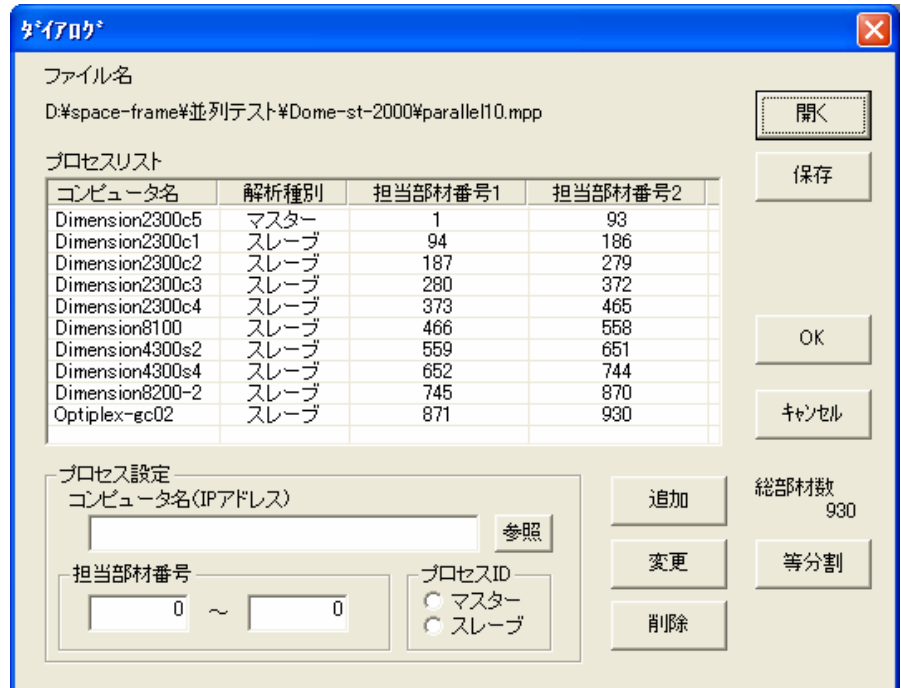 ﾀﾞｲｱﾛｸﾞ
ファイル名
D:¥space-frame¥並列テスト¥Dome-st-2000¥parallel10.mpp
開く
保存
プロセスリスト
コンピュータ名 解析種別 担当部材番号1 担当部材番号2
Dimension2300c5 マスター 1 93
Dimension2300c1 スレーブ 94 186
Dimension2300c2 スレーブ 187 279
Dimension2300c3 スレーブ 280 372
Dimension2300c4 スレーブ 373 465
Dimension8100 スレーブ 466 558
Dimension4300s2 スレーブ 559 651
Dimension4300s4 スレーブ 652 744
Dimension8200-2 スレーブ 745 870
Optiplex-gc02 スレーブ 871 930
OK
ｷｬﾝｾﾙ
プロセス設定
コンピュータ名(IPアドレス)
参照
担当部材番号
0 ～ 0
プロセスID
マスター
スレーブ
追加
変更
削除
総部材数
930
等分割